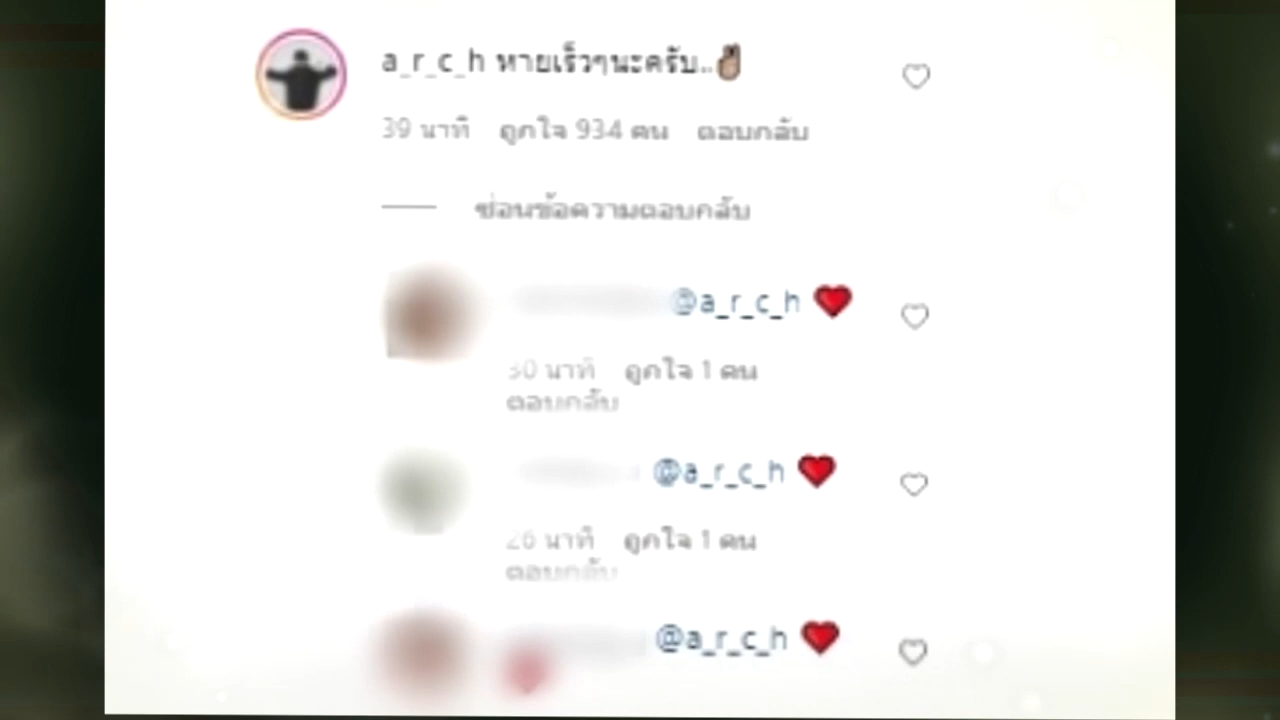 a_r_c_h หายเร็วๆนะครับ..✌🏽
39 นาที ถูกใจ 934 คน ตอบกลับ
ซ่อนข้อความตอบกลับ
@a_r_c_h ❤️
30 นาที ถูกใจ 1 คน
ตอบกลับ
@a_r_c_h ❤️
26 นาที ถูกใจ 1 คน
ตอบกลับ
@a_r_c_h ❤️